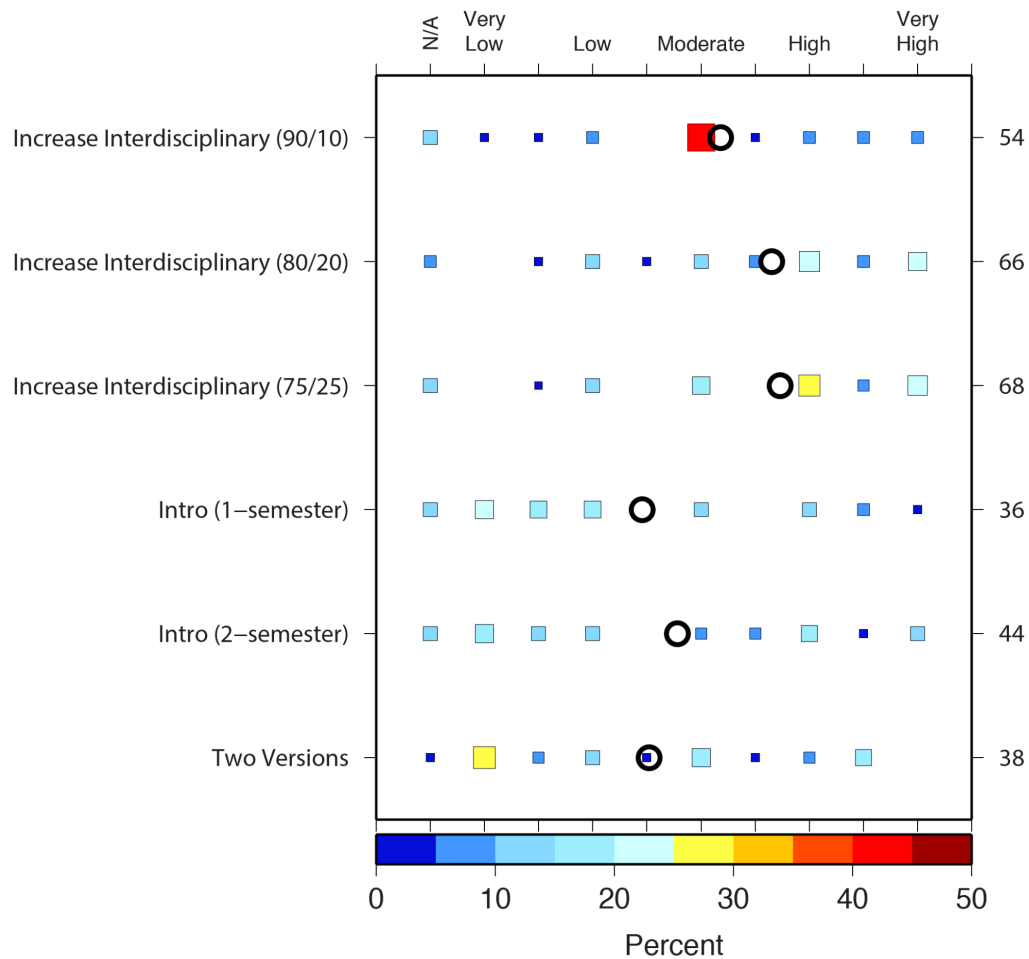 N/A
Very
Low
Low
Moderate
High
Very
High
Increase Interdisciplinary (90/10)
54
Increase Interdisciplinary (80/20)
66
Increase Interdisciplinary (75/25)
68
Intro (1−semester)
36
Intro (2−semester)
44
Two Versions
38
0 10 20 30 40 50
Percent